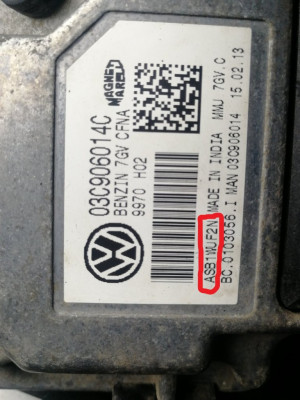 MAGNETI
MARELLI
03C906014C
BENZIN 7GV CFNA
9970 H02
ASB1WUF2N MADE IN INDIA MMJ 7GV.C
BC.0103056.I MAN 03C906014 15.02.13